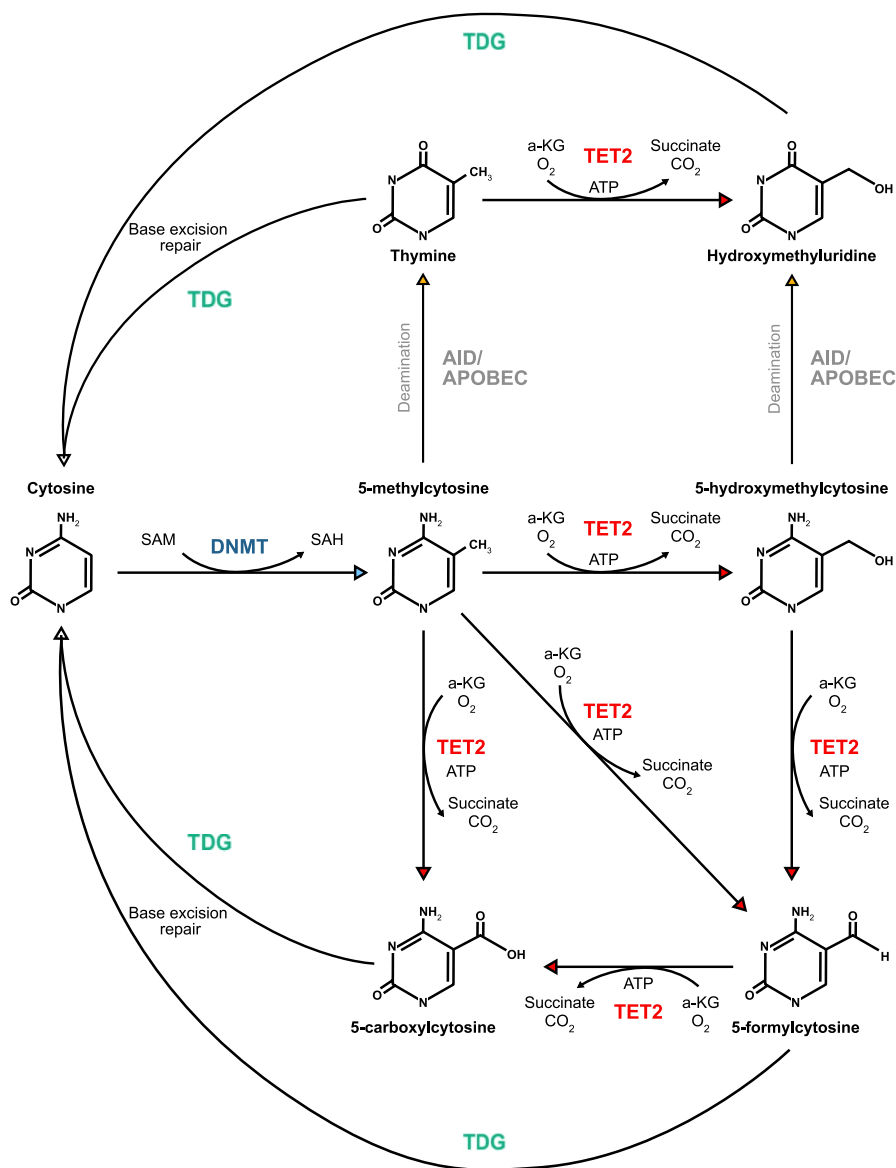 TDG
a-KG
O2
TET2
ATP
Succinate
CO2
O
N
N
O
CH3
Thymine
O
N
N
O
OH
Hydroxymethyluridine
Base excision
repair
TDG
Deamination
AID/
APOBEC
Deamination
AID/
APOBEC
Cytosine
NH2
N
N
O
SAM
DNMT
SAH
5-methylcytosine
NH2
CH3
N
N
O
a-KG
O2
TET2
ATP
Succinate
CO2
5-hydroxymethylcytosine
NH2
N
N
O
OH
a-KG
O2
TET2
ATP
Succinate
CO2
a-KG
O2
TET2
ATP
Succinate
CO2
a-KG
O2
TET2
ATP
Succinate
CO2
TDG
Base excision
repair
NH2
O
OH
N
N
O
5-carboxylcytosine
ATP
TET2
Succinate
CO2
a-KG
O2
NH2
O
H
N
N
O
5-formylcytosine
TDG